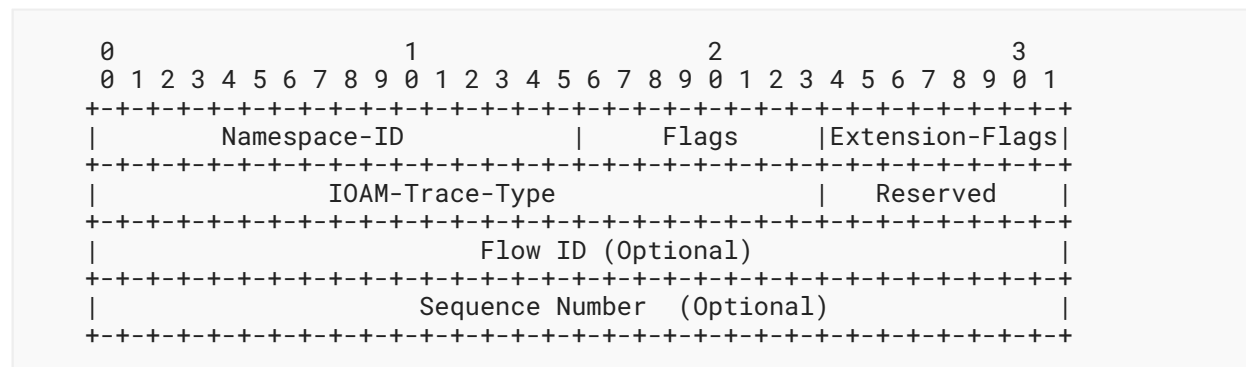 0                   1                   2                   3
 0 1 2 3 4 5 6 7 8 9 0 1 2 3 4 5 6 7 8 9 0 1 2 3 4 5 6 7 8 9 0 1
+-+-+-+-+-+-+-+-+-+-+-+-+-+-+-+-+-+-+-+-+-+-+-+-+-+-+-+-+-+-+-+-+
|        Namespace-ID           |     Flags     |Extension-Flags|
+-+-+-+-+-+-+-+-+-+-+-+-+-+-+-+-+-+-+-+-+-+-+-+-+-+-+-+-+-+-+-+-+
|               IOAM-Trace-Type                 |   Reserved    |
+-+-+-+-+-+-+-+-+-+-+-+-+-+-+-+-+-+-+-+-+-+-+-+-+-+-+-+-+-+-+-+-+
|                         Flow ID (Optional)                    |
+-+-+-+-+-+-+-+-+-+-+-+-+-+-+-+-+-+-+-+-+-+-+-+-+-+-+-+-+-+-+-+-+
|                     Sequence Number  (Optional)               |
+-+-+-+-+-+-+-+-+-+-+-+-+-+-+-+-+-+-+-+-+-+-+-+-+-+-+-+-+-+-+-+-+